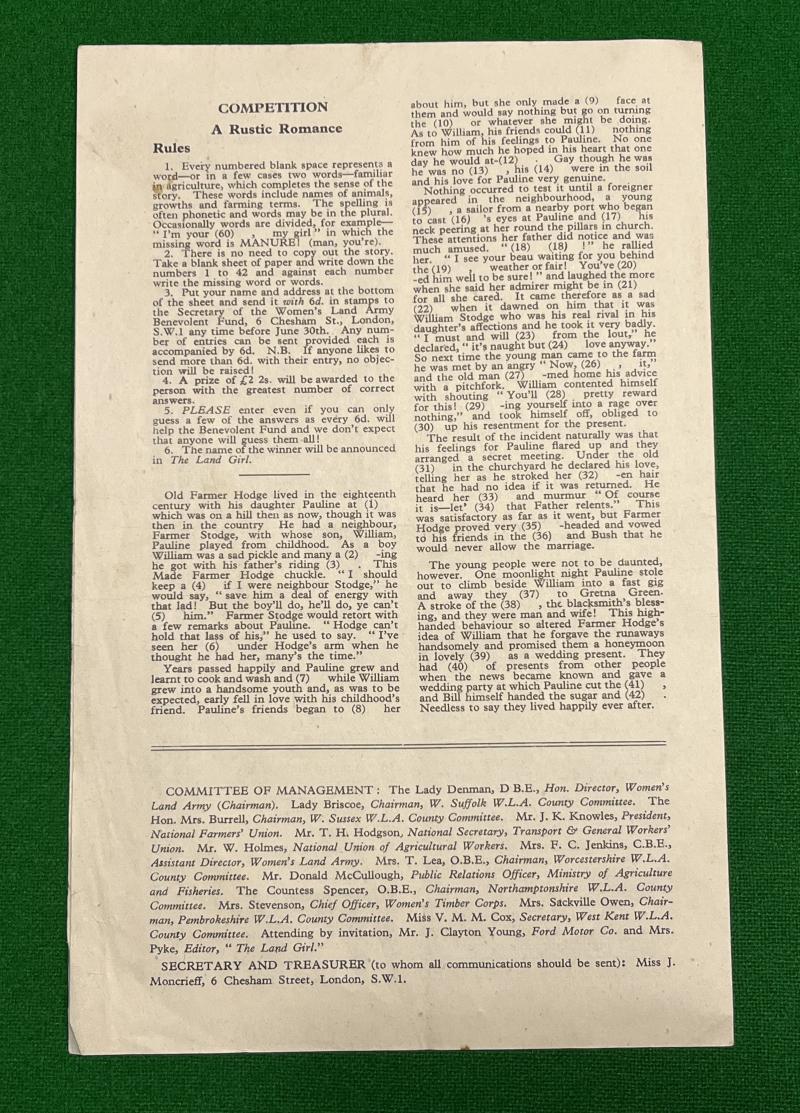 COMPETITION
A Rustic Romance
Rules
1. Every numbered blank space represents a
word—or in a few cases two words—familiar
in agriculture, which completes the sense of the
story. These words include names of animals,
growths and farming terms. The spelling is
often phonetic and words may be in the plural.
Occasionally words are divided, for example—
" I'm your (60) , my girl " in which the
missing word is MANURE! (man, you're).
2. There is no need to copy out the story.
Take a blank sheet of paper and write down the
numbers 1 to 42 and against each number
write the missing word or words.
3. Put your name and address at the bottom
of the sheet and send it with 6d. in stamps to
the Secretary of the Women's Land Army
Benevolent Fund, 6 Chesham St., London,
S.W.1 any time before June 30th. Any num-
ber of entries can be sent provided each is
accompanied by 6d. N.B. If anyone likes to
send more than 6d. with their entry, no objec-
tion will be raised!
4. A prize of £2 2s. will be awarded to the
person with the greatest number of correct
answers.
5. PLEASE enter even if you can only
guess a few of the answers as every 6d. will
help the Benevolent Fund and we don't expect
that anyone will guess them all!
6. The name of the winner will be announced
in The Land Girl.
Old Farmer Hodge lived in the eighteenth
century with his daughter Pauline at (1)
which was on a hill then as now, though it was
then in the country He had a neighbour,
Farmer Stodge, with whose son, William,
Pauline played from childhood. As a boy
William was a sad pickle and many a (2) -ing
he got with his father's riding (3) . This
Made Farmer Hodge chuckle. " I should
keep a (4) if I were neighbour Stodge," he
would say, " save him a deal of energy with
that lad! But the boy'll do, he'll do, ye can't
(5) him." Farmer Stodge would retort with
a few remarks about Pauline. " Hodge can't
hold that lass of his," he used to say. " I've
seen her (6) under Hodge's arm when he
thought he had her, many's the time."
Years passed happily and Pauline grew and
learnt to cook and wash and (7) while William
grew into a handsome youth and, as was to be
expected, early fell in love with his childhood's
friend. Pauline's friends began to (8) her
about him, but she only made a (9) face at
them and would say nothing but go on turning
the (10) or whatever she might be doing.
As to William, his friends could (11) nothing
from him of his feelings to Pauline. No one
knew how much he hoped in his heart that one
day he would at-(12) . Gay though he was
he was no (13) , his (14) were in the soil
and his love for Pauline very genuine.
Nothing occurred to test it until a foreigner
appeared in the neighbourhood, a young
(15) , a sailor from a nearby port who began
to cast (16) 's eyes at Pauline and (17) his
neck peering at her round the pillars in church.
These attentions her father did notice and was
much amused. " (18) (18) !" he rallied
her. " I see your beau waiting for you behind
the (19) , weather or fair! You've (20)
-ed him well to be sure! " and laughed the more
when she said her admirer might be in (21)
for all she cared. It came therefore as a sad
(22) when it dawned on him that it was
William Stodge who was his real rival in his
daughter's affections and he took it very badly.
" I must and will (23) from the lout," he
declared, " it's naught but (24) love anyway."
So next time the young man came to the farm
he was met by an angry " Now, (26) , it,"
and the old man (27) -med home his advice
with a pitchfork. William contented himself
with shouting " You'll (28) pretty reward
for this! (29) -ing yourself into a rage over
nothing," and took himself off, obliged to
(30) up his resentment for the present.
The result of the incident naturally was that
his feelings for Pauline flared up and they
arranged a secret meeting. Under the old
(31) in the churchyard he declared his love,
telling her as he stroked her (32) -en hair
that he had no idea if it was returned. He
heard her (33) and murmur " Of course
it is—let' (34) that Father relents." This
was satisfactory as far as it went, but Farmer
Hodge proved very (35) -headed and vowed
to his friends in the (36) and Bush that he
would never allow the marriage.
The young people were not to be daunted,
however. One moonlight night Pauline stole
out to climb beside William into a fast gig
and away they (37) to Gretna Green.
A stroke of the (38) , the blacksmith's bless-
ing, and they were man and wife! This high-
handed behaviour so altered Farmer Hodge's
idea of William that he forgave the runaways
handsomely and promised them a honeymoon
in lovely (39) as a wedding present. They
had (40) of presents from other people
when the news became known and gave a
wedding party at which Pauline cut the (41) ,
and Bill himself handed the sugar and (42) .
Needless to say they lived happily ever after.
COMMITTEE OF MANAGEMENT : The Lady Denman, D B.E., Hon. Director, Women's
Land Army (Chairman). Lady Briscoe, Chairman, W. Suffolk W.L.A. County Committee. The
Hon. Mrs. Burrell, Chairman, W. Sussex W.L.A. County Committee. Mr. J. K. Knowles, President,
National Farmers' Union. Mr. T. H. Hodgson, National Secretary, Transport & General Workers'
Union. Mr. W. Holmes, National Union of Agricultural Workers. Mrs. F. C. Jenkins, C.B.E.,
Assistant Director, Women's Land Army. Mrs. T. Lea, O.B.E., Chairman, Worcestershire W.L.A.
County Committee. Mr. Donald McCullough, Public Relations Officer, Ministry of Agriculture
and Fisheries. The Countess Spencer, O.B.E., Chairman, Northamptonshire W.L.A. County
Committee. Mrs. Stevenson, Chief Officer, Women's Timber Corps. Mrs. Sackville Owen, Chair-
man, Pembrokeshire W.L.A. County Committee. Miss V. M. M. Cox, Secretary, West Kent W.L.A.
County Committee. Attending by invitation, Mr. J. Clayton Young, Ford Motor Co. and Mrs.
Pyke, Editor, " The Land Girl."
SECRETARY AND TREASURER (to whom all communications should be sent): Miss J.
Moncrieff, 6 Chesham Street, London, S.W.1.